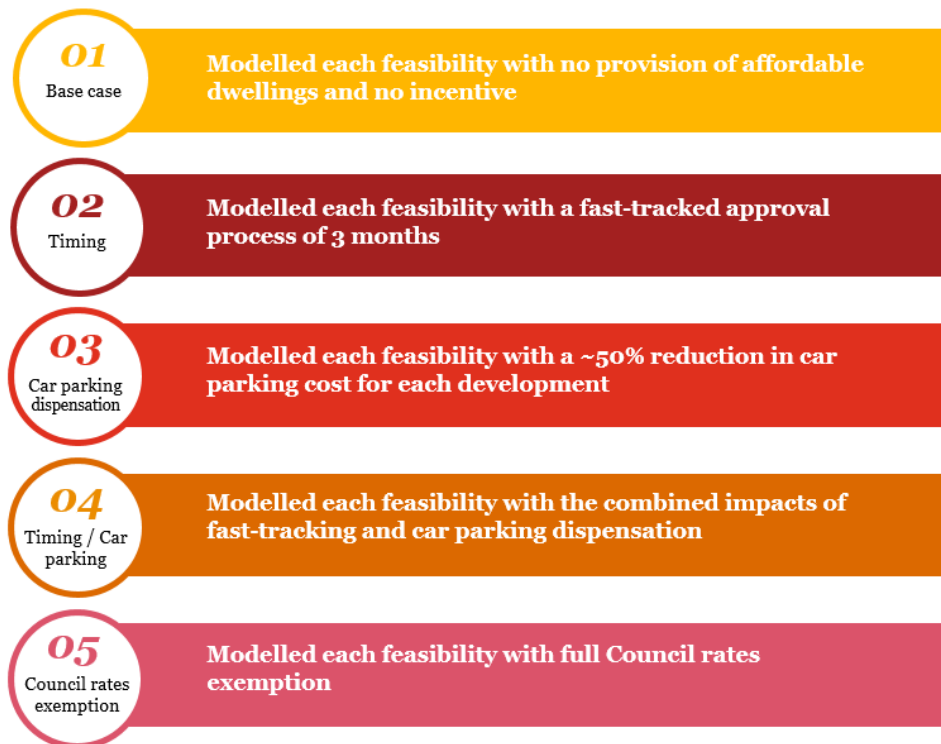 01
Base case
Modelled each feasibility with no provision of affordable
dwellings and no incentive
02
Timing
Modelled each feasibility with a fast-tracked approval
process of 3 months
03
Car parking
dispensation
Modelled each feasibility with a ~50% reduction in car
parking cost for each development
04
Timing / Car
parking
Modelled each feasibility with the combined impacts of
fast-tracking and car parking dispensation
05
Council rates
exemption
Modelled each feasibility with full Council rates
exemption